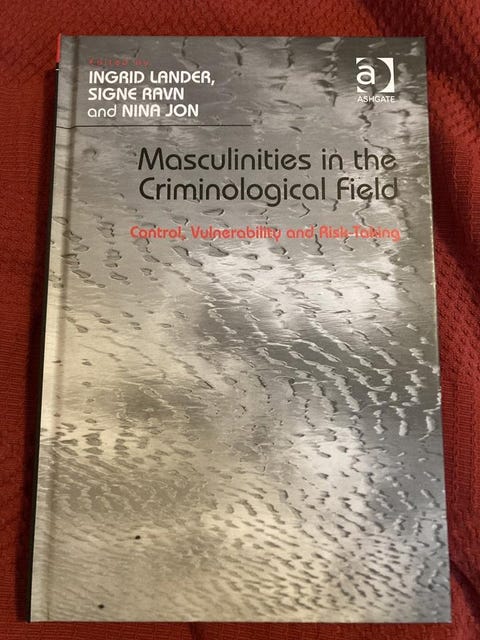 Edited by
INGRID LANDER,
SIGNE RAVN
and NINA JON
a
ASHGATE
Masculinities in the
Criminological Field
Control, Vulnerability and Risk-Taking